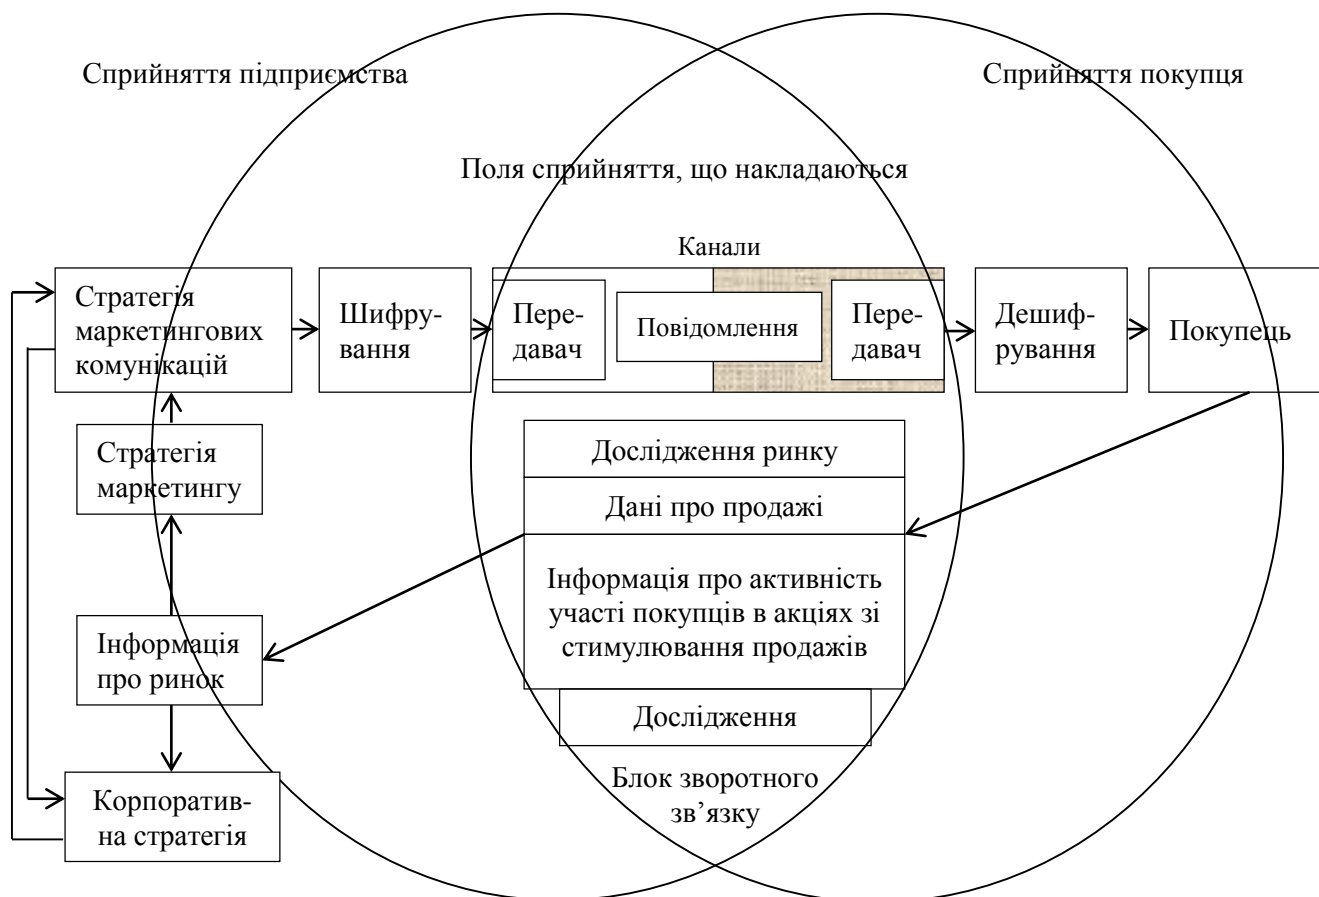 Сприйняття підприємства
Сприйняття покупця
Поля сприйняття, що накладаються
Канали
Стратегія
маркетингових
комунікацій
Шифру-
вання
Пере-
давач
Повідомлення
Пере-
давач
Дешиф-
рування
Покупець
Стратегія
маркетингу
Дослідження ринку
Дані про продажі
Інформація про активність
участі покупців в акціях зі
стимулювання продажів
Інформація
про ринок
Дослідження
Блок зворотного
зв’язку
Корпоратив-
на стратегія